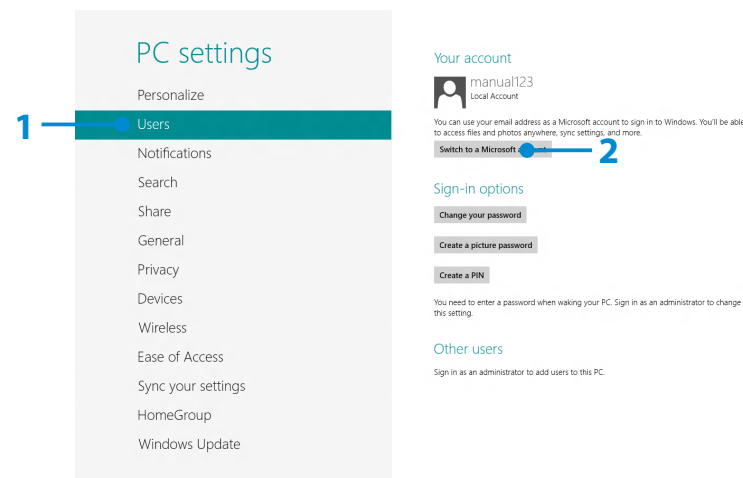 PC settings
Personalize
1
Users
Notifications
Search
Share
General
Privacy
Devices
Wireless
Ease of Access
Sync your settings
HomeGroup
Windows Update
Your account
manual123
Local Account
You can use your email address as a Microsoft account to sign in to Windows. You'll be able
to access files and photos anywhere, sync settings, and more.
Switch to a Microsoft
2
Sign-in options
Change your password
Create a picture password
Create a PIN
You need to enter a password when waking your PC. Sign in as an administrator to change
this setting.
Other users
Sign in as an administrator to add users to this PC.